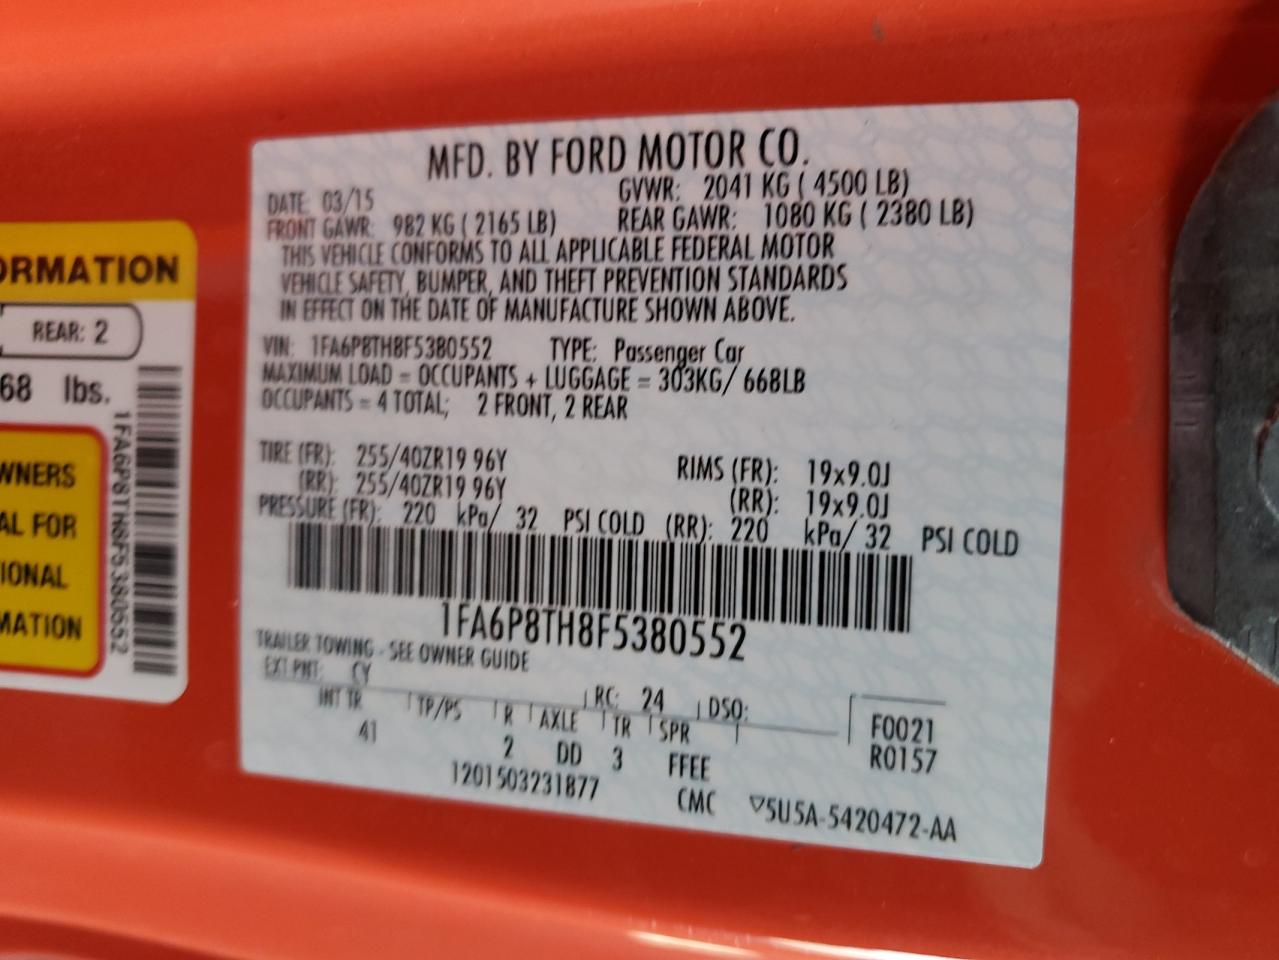 MFD. BY FORD MOTOR CO.
DATE: 03/15 GVWR: 2041 KG ( 4500 LB)
FRONT GAWR: 982 KG ( 2165 LB) REAR GAWR: 1080 KG ( 2380 LB)
THIS VEHICLE CONFORMS TO ALL APPLICABLE FEDERAL MOTOR
VEHICLE SAFETY, BUMPER, AND THEFT PREVENTION STANDARDS
IN EFFECT ON THE DATE OF MANUFACTURE SHOWN ABOVE.
VIN: 1FA6P8TH8F5380552 TYPE: Passenger Car
MAXIMUM LOAD = OCCUPANTS + LUGGAGE = 303KG/ 668LB
OCCUPANTS = 4 TOTAL; 2 FRONT, 2 REAR
TIRE (FR): 255/40ZR19 96Y RIMS (FR): 19x9.0J
(RR): 255/40ZR19 96Y (RR): 19x9.0J
PRESSURE (FR): 220 kPa/ 32 PSI COLD (RR): 220 kPa/ 32 PSI COLD
1FA6P8TH8F5380552
TRAILER TOWING - SEE OWNER GUIDE
EXT PNT: CY RC: 24 DSO:
INT TR TP/PS R AXLE TR SPR F0021
41 2 DD 3 FFEE R0157
1201503231877 CMC ▽5U5A-5420472-AA
ORMATION
REAR: 2
68 lbs.
WNERS
AL FOR
IONAL
MATION
1FA6P8TH8F5380552